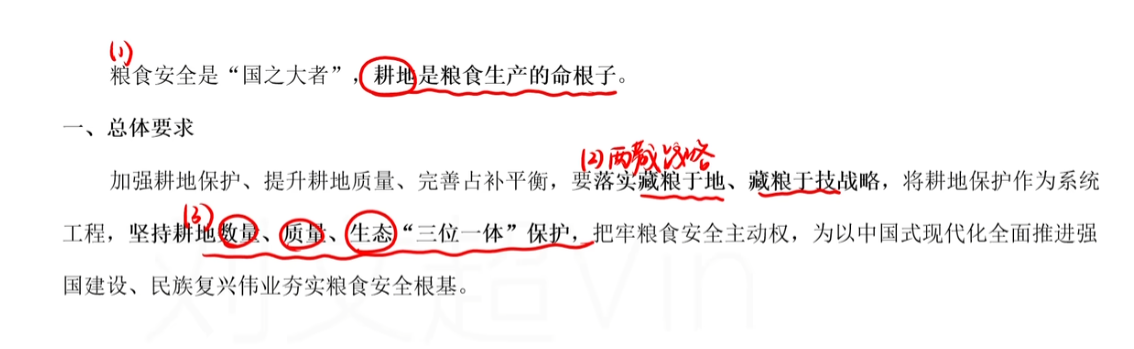 (1)
粮食安全是“国之大者”，耕地是粮食生产的命根子。
一、总体要求
(2)两藏战略
加强耕地保护、提升耕地质量、完善占补平衡，要落实藏粮于地、藏粮于技战略，将耕地保护作为系统
(3)
工程，坚持耕地数量、质量、生态“三位一体”保护，把牢粮食安全主动权，为以中国式现代化全面推进强
国建设、民族复兴伟业夯实粮食安全根基。